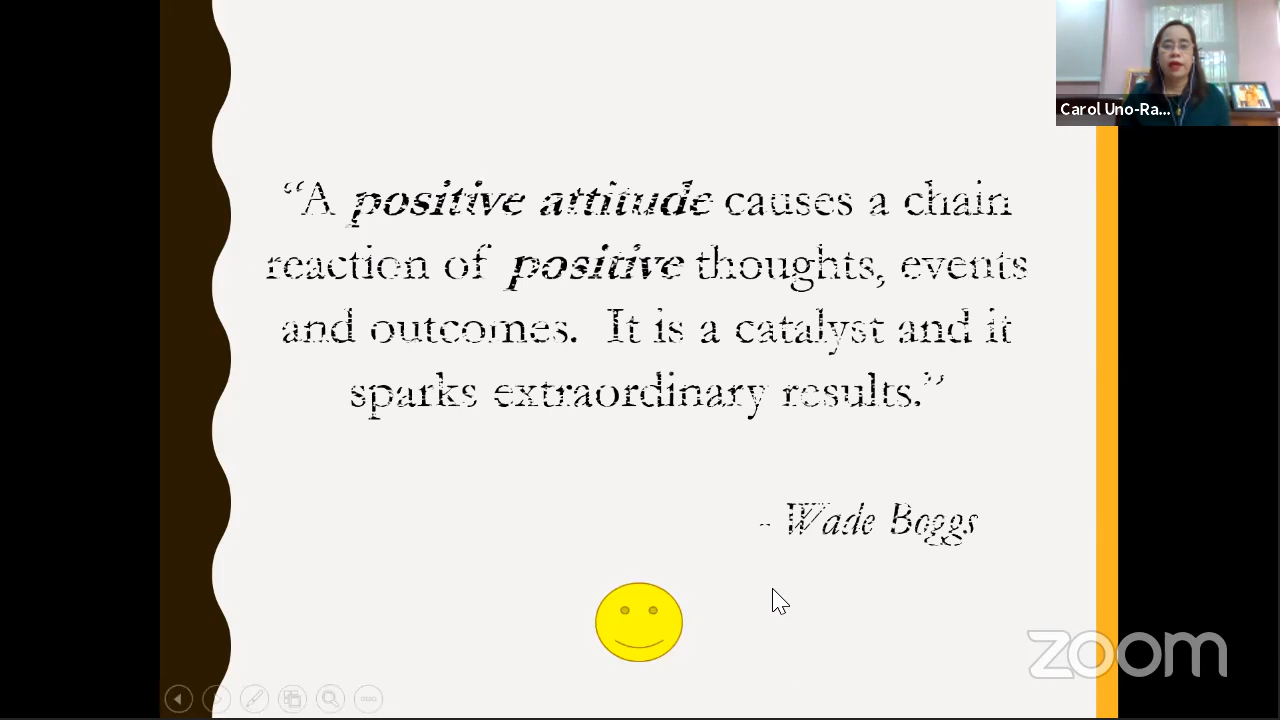 Carol Uno-Ra...
“A positive attitude causes a chain
reaction of positive thoughts, events
and outcomes. It is a catalyst and it
sparks extraordinary results.”
- Wade Boggs
zoom